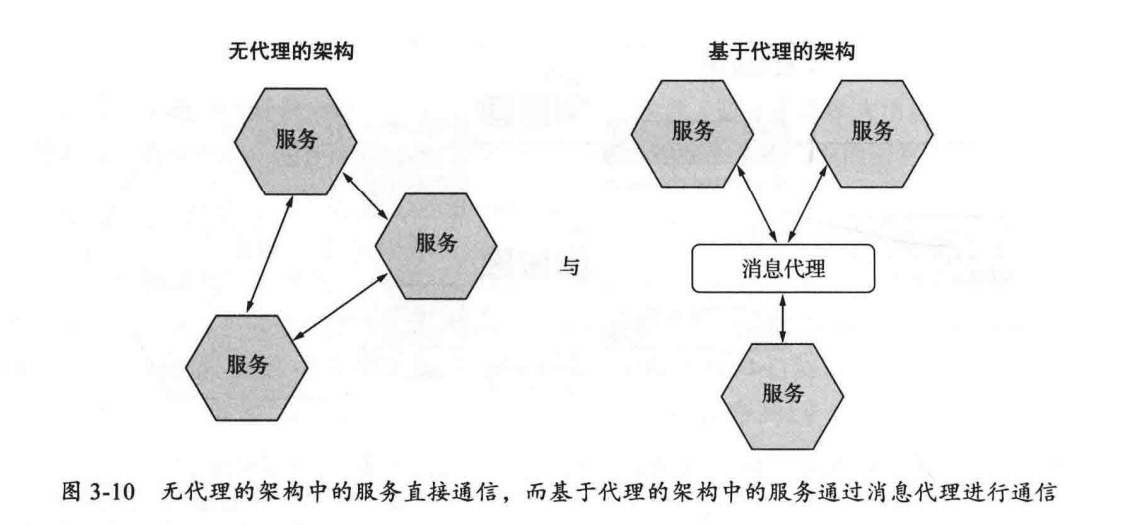 无代理的架构
基于代理的架构
服务
服务
服务
与
服务
服务
消息代理
服务
图 3-10 无代理的架构中的服务直接通信，而基于代理的架构中的服务通过消息代理进行通信